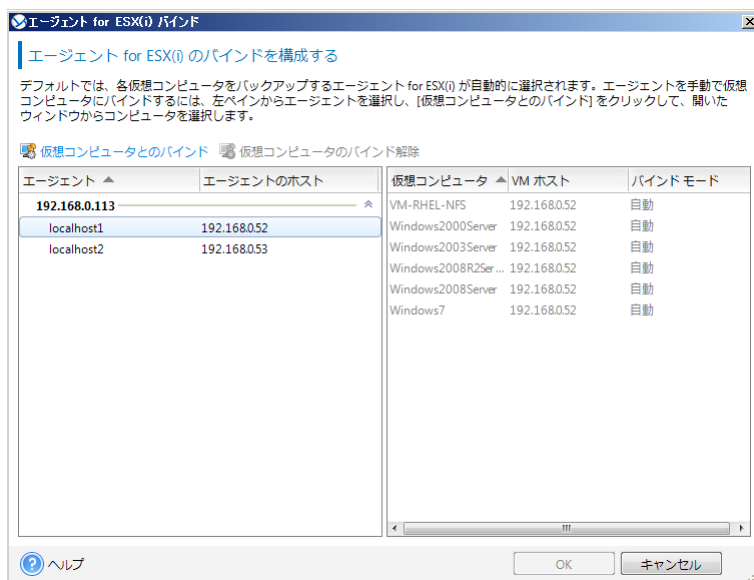 エージェント for ESX(i) バインド
エージェント for ESX(i) のバインドを構成する
デフォルトでは、各仮想コンピュータをバックアップするエージェント for ESX(i) が自動的に選択されます。エージェントを手動で仮想
コンピュータにバインドするには、左ペインからエージェントを選択し、[仮想コンピュータとのバインド] をクリックして、開いた
ウィンドウからコンピュータを選択します。
仮想コンピュータとのバインド 仮想コンピュータのバインド解除
エージェント エージェントのホスト 仮想コンピュータ VM ホスト バインド モード
192.168.0.113 VM-RHEL-NFS 192.168.0.52 自動
localhost1 192.168.0.52 Windows2000Server 192.168.0.52 自動
localhost2 192.168.0.53 Windows2003Server 192.168.0.52 自動
Windows2008R2Ser... 192.168.0.52 自動
Windows2008Server 192.168.0.52 自動
Windows7 192.168.0.52 自動
ヘルプ OK キャンセル